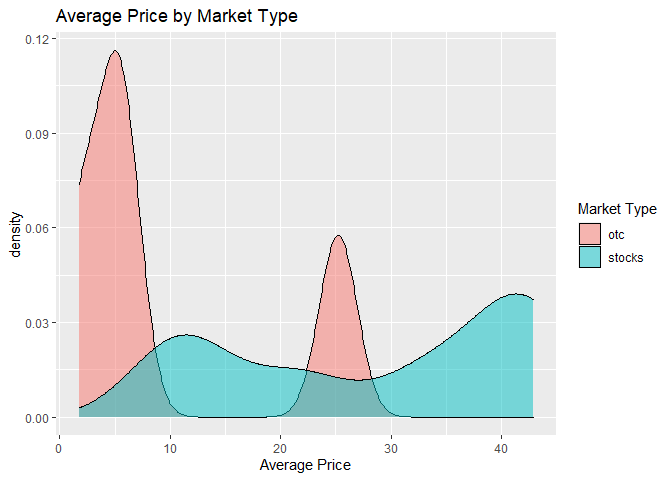 Average Price by Market Type
0.12
0.09
0.06
0.03
0.00
density
0
10
20
30
40
Average Price
Market Type
otc
stocks